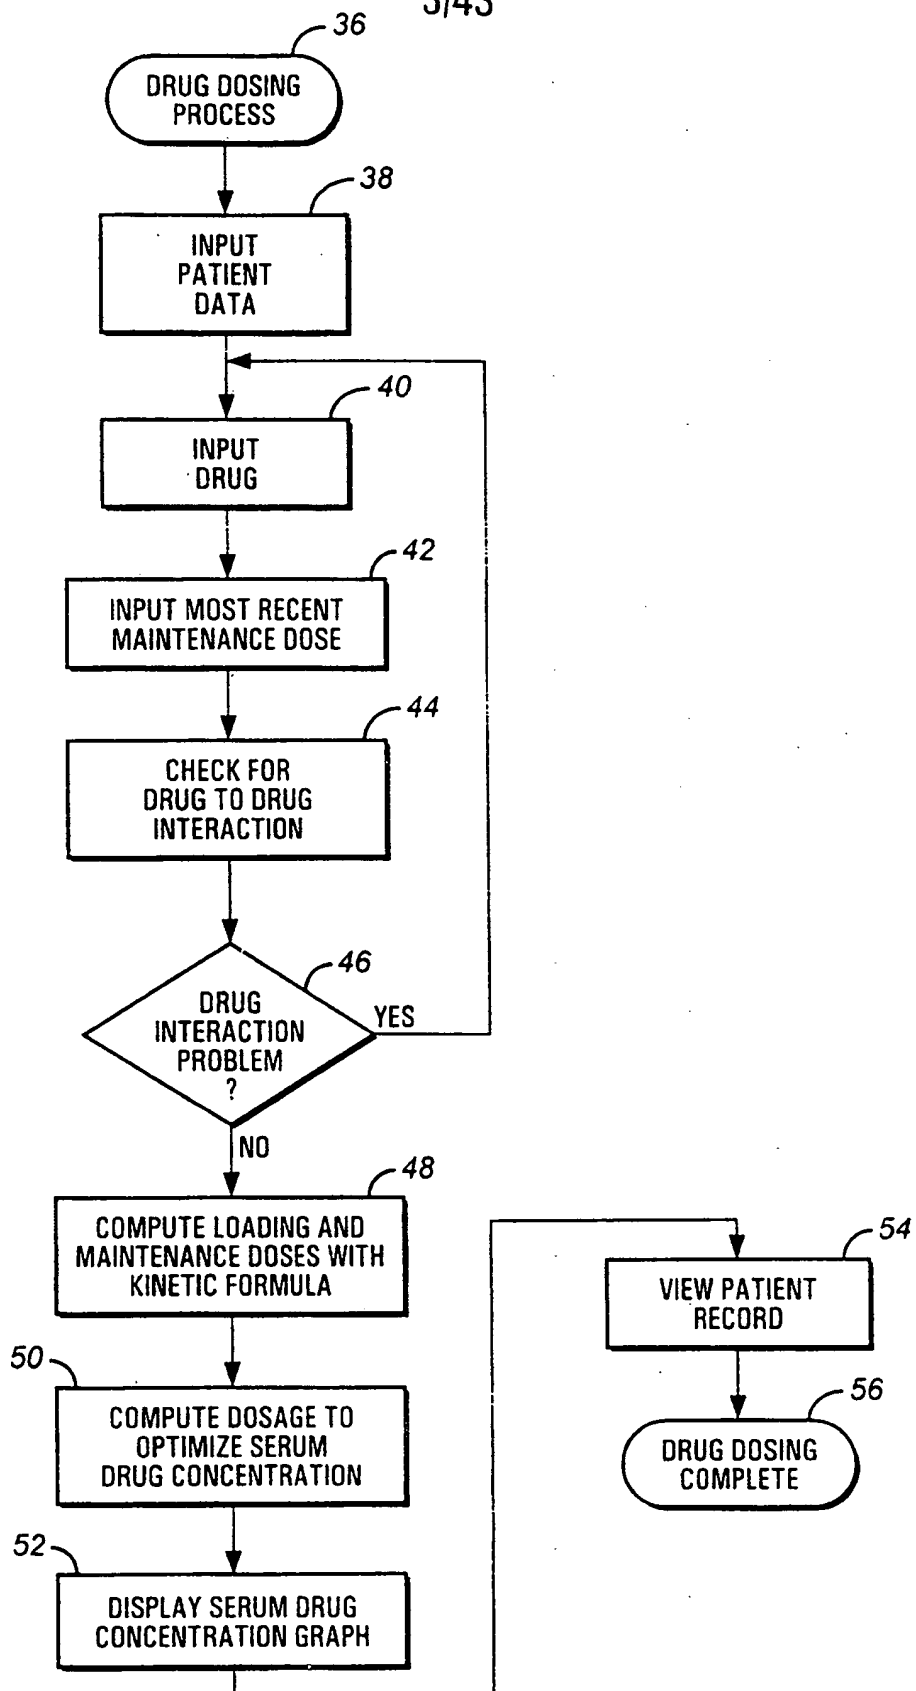 36
DRUG DOSING
PROCESS
38
INPUT
PATIENT
DATA
40
INPUT
DRUG
42
INPUT MOST RECENT
MAINTENANCE DOSE
44
CHECK FOR
DRUG TO DRUG
INTERACTION
46
DRUG
INTERACTION
PROBLEM
?
YES
NO
48
COMPUTE LOADING AND
MAINTENANCE DOSES WITH
KINETIC FORMULA
50
COMPUTE DOSAGE TO
OPTIMIZE SERUM
DRUG CONCENTRATION
52
DISPLAY SERUM DRUG
CONCENTRATION GRAPH
54
VIEW PATIENT
RECORD
56
DRUG DOSING
COMPLETE